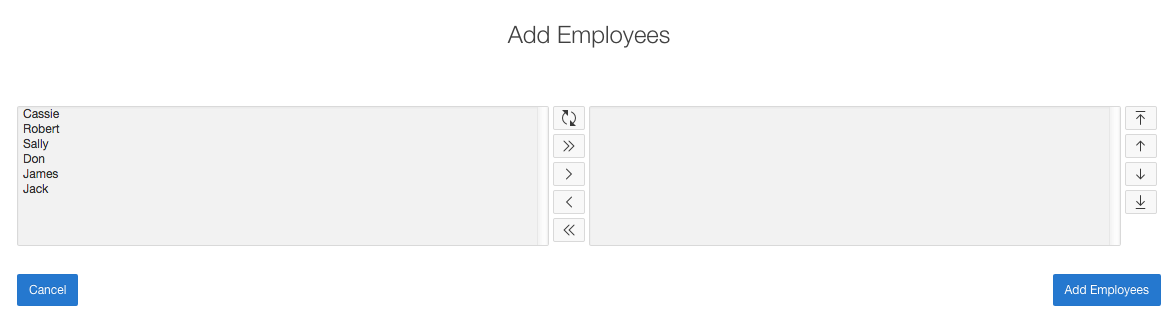 Add Employees
Cassie
Robert
Sally
Don
James
Jack
Cancel
Add Employees